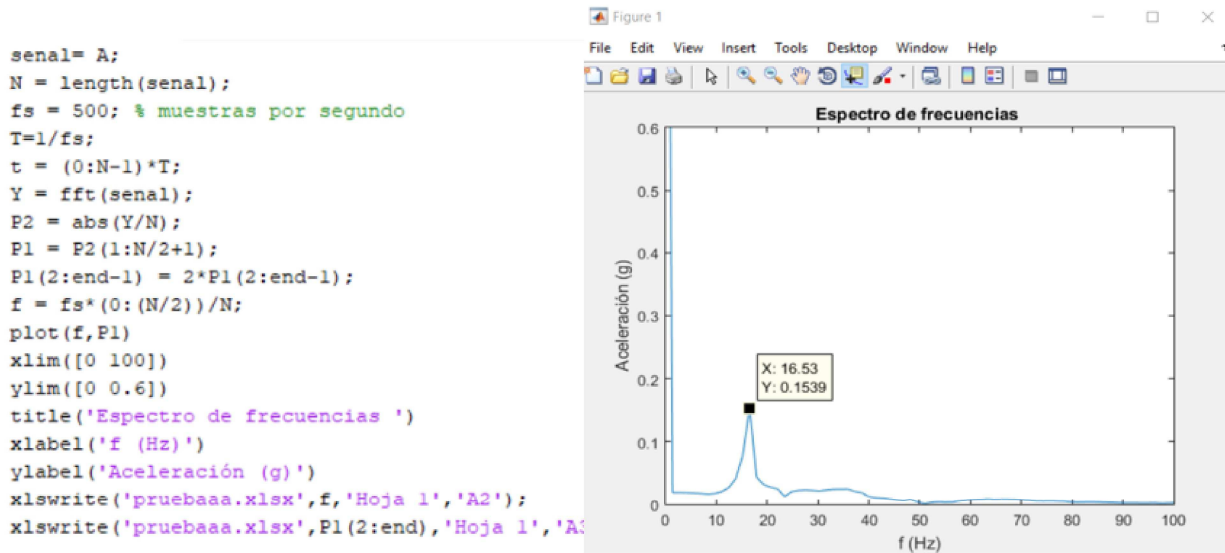 senal= A;
N = length(senal);
fs = 500; % muestras por segundo
T=1/fs;
t = (0:N-1)*T;
Y = fft(senal);
P2 = abs(Y/N);
P1 = P2(1:N/2+1);
P1(2:end-1) = 2*P1(2:end-1);
f = fs*(0:(N/2))/N;
plot(f,P1)
xlim([0 100])
ylim([0 0.6])
title('Espectro de frecuencias ')
xlabel('f (Hz)')
ylabel('Aceleración (g)')
xlswrite('pruebaaa.xlsx',f,'Hoja 1','A2');
xlswrite('pruebaaa.xlsx',P1(2:end),'Hoja 1','A3
Figure 1
File Edit View Insert Tools Desktop Window Help
Espectro de frecuencias
0.6
0.5
0.4
0.3
0.2
0.1
0
Aceleración (g)
X: 16.53
Y: 0.1539
0 10 20 30 40 50 60 70 80 90 100
f (Hz)